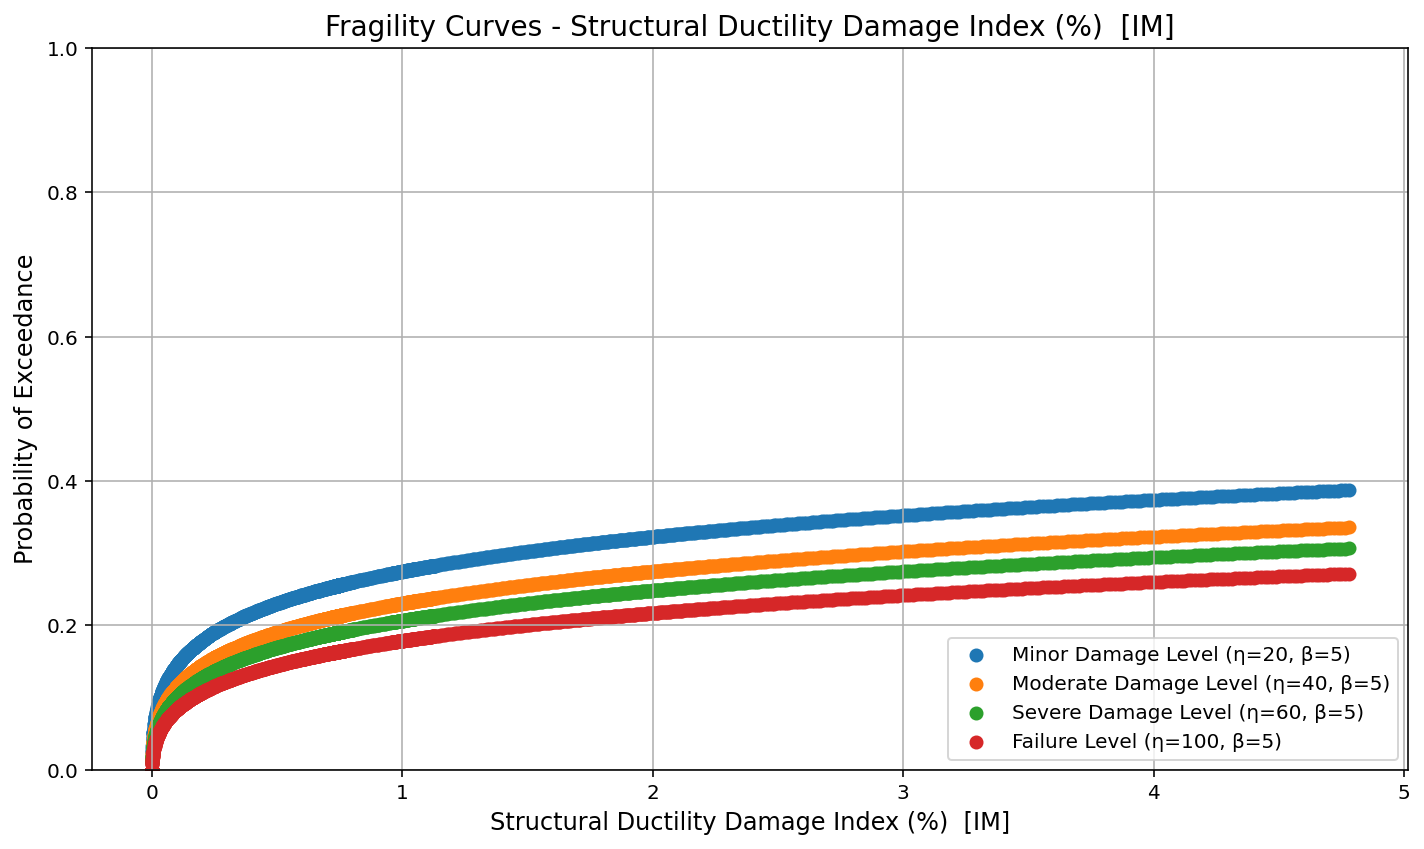 Fragility Curves - Structural Ductility Damage Index (%)  [IM]
Probability of Exceedance
1.0
0.8
0.6
0.4
0.2
0.0
Minor Damage Level (η=20, β=5)
Moderate Damage Level (η=40, β=5)
Severe Damage Level (η=60, β=5)
Failure Level (η=100, β=5)
0 1 2 3 4 5
Structural Ductility Damage Index (%)  [IM]